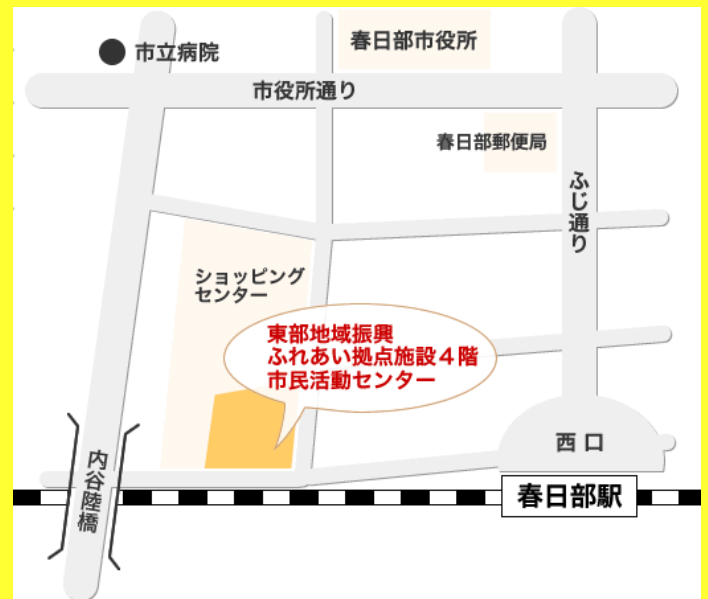 春日部市役所
市立病院
市役所通り
春日部郵便局
ふじ通り
ショッピング
センター
東部地域振興
ふれあい拠点施設４階
市民活動センター
西口
内谷陸橋
春日部駅